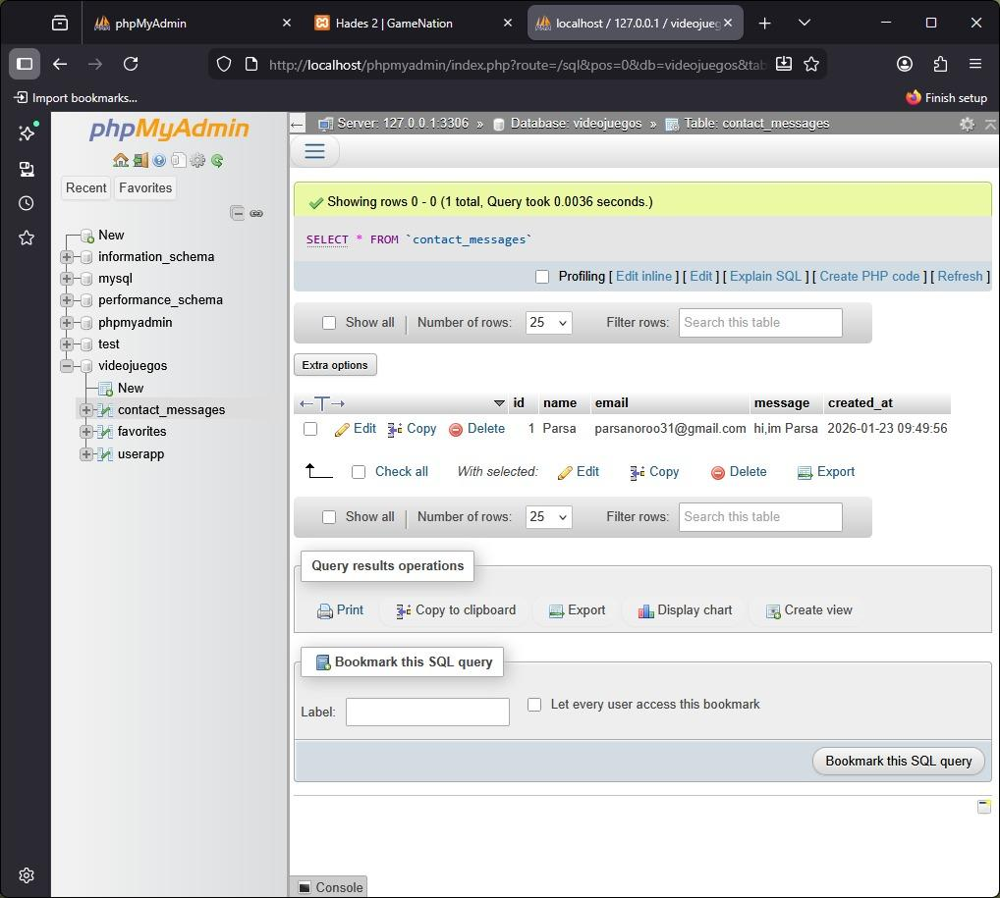 phpMyAdmin
Hades 2 | GameNation
localhost / 127.0.0.1 / videojueg
http://localhost/phpmyadmin/index.php?route=/sql&pos=0&db=videojuegos&tab
Import bookmarks...
Finish setup
phpMyAdmin
Recent
Favorites
New
information_schema
mysql
performance_schema
phpmyadmin
test
videojuegos
New
contact_messages
favorites
userapp
Server: 127.0.0.1:3306 » Database: videojuegos » Table: contact_messages
Showing rows 0 - 0 (1 total, Query took 0.0036 seconds.)
SELECT * FROM `contact_messages`
Profiling [ Edit inline ] [ Edit ] [ Explain SQL ] [ Create PHP code ] [ Refresh ]
Show all | Number of rows: 25 Filter rows: Search this table
Extra options
←T→ id name email message created_at
Edit Copy Delete 1 Parsa parsanoroo31@gmail.com hi,im Parsa 2026-01-23 09:49:56
Check all With selected: Edit Copy Delete Export
Show all | Number of rows: 25 Filter rows: Search this table
Query results operations
Print Copy to clipboard Export Display chart Create view
Bookmark this SQL query
Label: Let every user access this bookmark
Bookmark this SQL query
Console